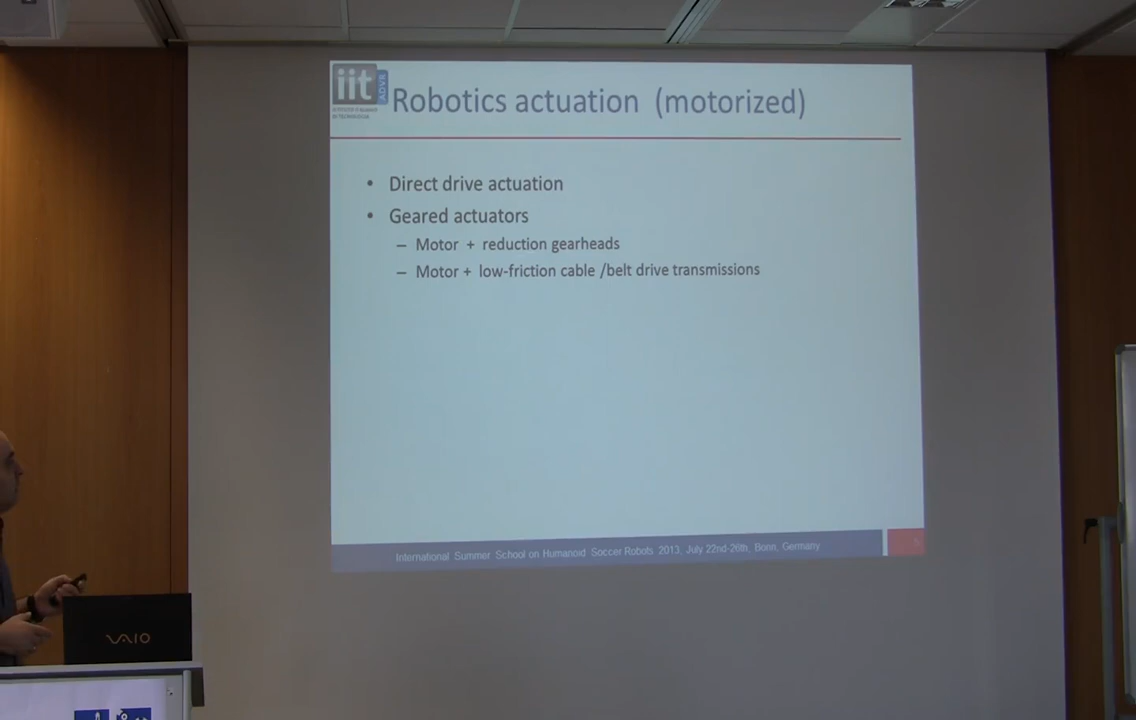 iit
ADVR
Robotics actuation (motorized)
• Direct drive actuation
• Geared actuators
– Motor + reduction gearheads
– Motor + low-friction cable /belt drive transmissions
International Summer School on Humanoid Soccer Robots 2013, July 22nd-26th, Bonn, Germany
VAIO